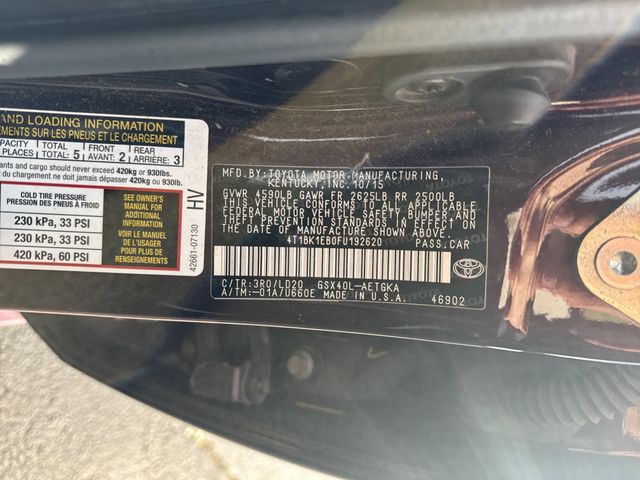 AND LOADING INFORMATION
EMENTS SUR LES PNEUS ET LE CHARGEMENT
PACITY TOTAL: 5 FRONT AVANT: 2 REAR ARRIÈRE: 3
PLACES
pants and cargo should never exceed 420kg or 930lbs.
du chargement ne doit jamais dépasser 420kg ou 930lb.
COLD TIRE PRESSURE
PRESSION DES PNEUS À FROID
230 kPa, 33 PSI
230 kPa, 33 PSI
420 kPa, 60 PSI
SEE OWNER'S
MANUAL FOR
ADDITIONAL
INFORMATION
VOIR LE MANUEL
DE L'USAGER
POUR PLUS DE
RENSEIGNEMENTS
HV
42661-07130
MFD.BY:TOYOTA MOTOR MANUFACTURING,
KENTUCKY,INC.10/15
GVWR 4590LB GAWR FR 2625LB RR 2500LB
THIS VEHICLE CONFORMS TO ALL APPLICABLE
FEDERAL MOTOR VEHICLE SAFETY,BUMPER,AND
THEFT PREVENTION STANDARDS IN EFFECT ON
THE DATE OF MANUFACTURE SHOWN ABOVE.
4T1BK1EB0FU192620 PASS.CAR
C/TR:3R0/LD20 GSX40L-AETGKA
A/TM:-01A/U660E MADE IN U.S.A. 46902